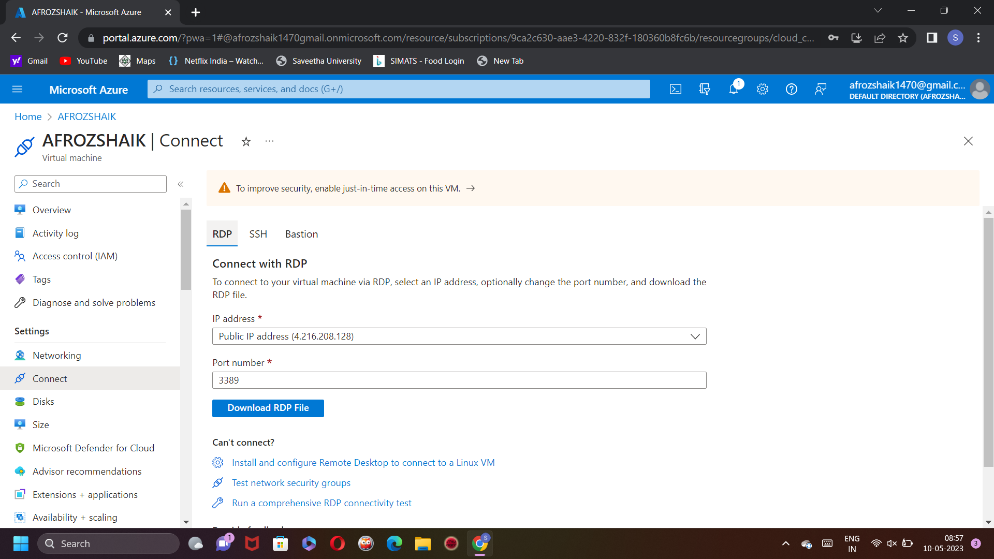 AFROZSHAIK - Microsoft Azure
portal.azure.com/?pwa=1#@afrozshaik1470gmail.onmicrosoft.com/resource/subscriptions/9ca2c630-aae3-4220-832f-180360b8fc6b/resourcegroups/cloud_c...
S
Gmail
YouTube
Maps
Netflix India – Watch...
Saveetha University
SIMATS - Food Login
New Tab
Microsoft Azure
Search resources, services, and docs (G+/)
1
afrozshaik1470@gmail.c...
DEFAULT DIRECTORY (AFROZSHA...
Home > AFROZSHAIK
AFROZSHAIK | Connect
Virtual machine
Search
Overview
Activity log
Access control (IAM)
Tags
Diagnose and solve problems
Settings
Networking
Connect
Disks
Size
Microsoft Defender for Cloud
Advisor recommendations
Extensions + applications
Availability + scaling
To improve security, enable just-in-time access on this VM. →
RDP
SSH
Bastion
Connect with RDP
To connect to your virtual machine via RDP, select an IP address, optionally change the port number, and download the
RDP file.
IP address *
Public IP address (4.216.208.128)
Port number *
3389
Download RDP File
Can't connect?
Install and configure Remote Desktop to connect to a Linux VM
Test network security groups
Run a comprehensive RDP connectivity test
Search
1
ENG
IN
08:57
10-05-2023
3